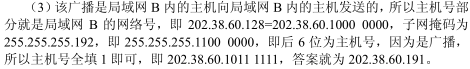 （3）该广播是局域网 B 内的主机向局域网 B 内的主机发送的，所以主机号部
分就是局域网 B 的网络号，即 202.38.60.128=202.38.60.1000 0000，子网掩码为
255.255.255.192，即 255.255.255.1100 0000，即后 6 位为主机号，因为是广播，
所以主机号全填 1 即可，即 202.38.60.1011 1111，答案就为 202.38.60.191。